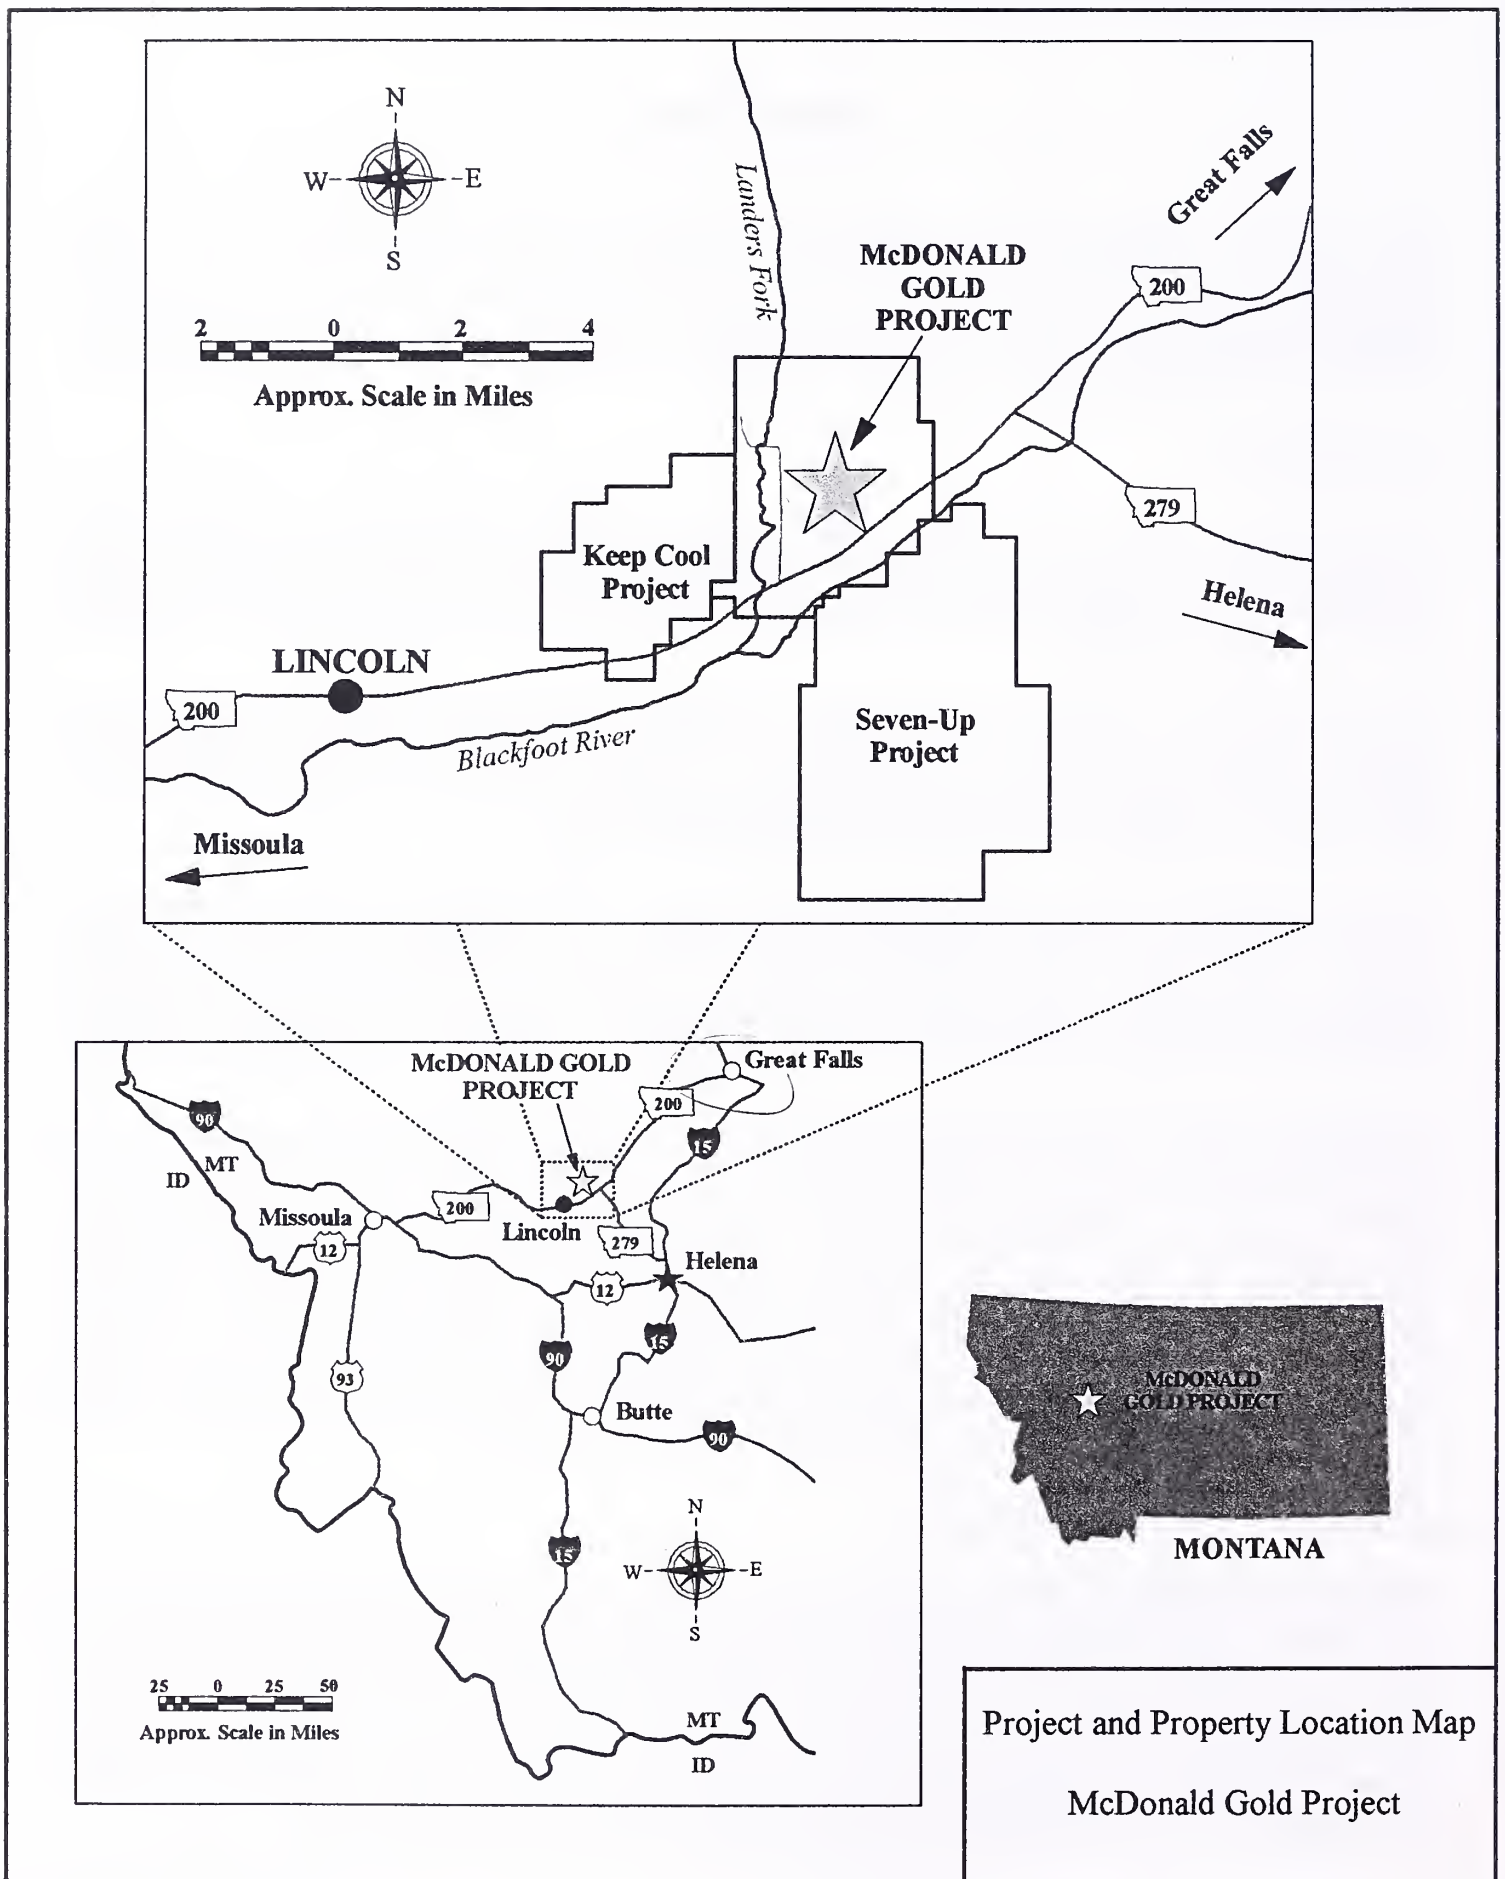 N
W
E
S
2 0 2 4
Approx. Scale in Miles
Landers Fork
McDONALD
GOLD
PROJECT
Great Falls
200
279
Helena
Keep Cool
Project
LINCOLN
200
Blackfoot River
Seven-Up
Project
Missoula
McDONALD GOLD
PROJECT
Great Falls
200
90
15
MT
ID
Missoula
200
Lincoln
12
279
Helena
12
15
90
93
Butte
90
15
N
W
E
S
25 0 25 50
Approx. Scale in Miles
MT
ID
McDONALD
GOLD PROJECT
MONTANA
Project and Property Location Map
McDonald Gold Project